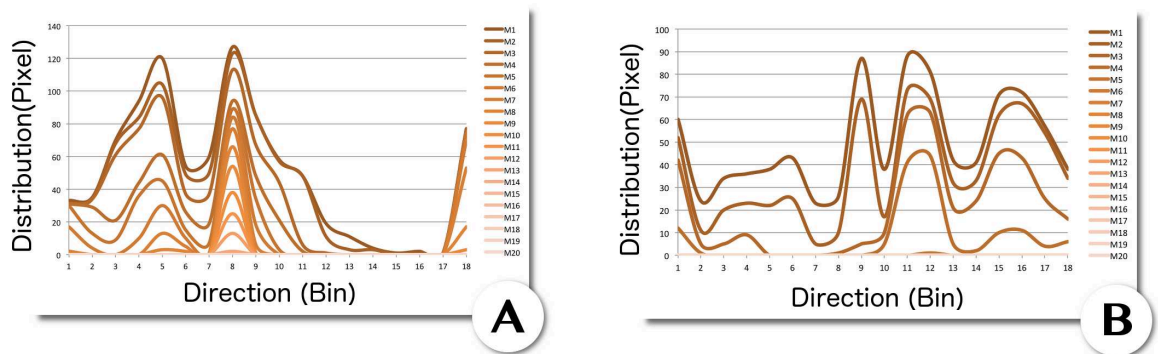 140
120
100
80
60
40
20
0
Distribution(Pixel)
1 2 3 4 5 6 7 8 9 10 11 12 13 14 15 16 17 18
Direction (Bin)
M1
M2
M3
M4
M5
M6
M7
M8
M9
M10
M11
M12
M13
M14
M15
M16
M17
M18
M19
M20
A
100
90
80
70
60
50
40
30
20
10
0
Distribution(Pixel)
1 2 3 4 5 6 7 8 9 10 11 12 13 14 15 16 17 18
Direction (Bin)
M1
M2
M3
M4
M5
M6
M7
M8
M9
M10
M11
M12
M13
M14
M15
M16
M17
M18
M19
M20
B